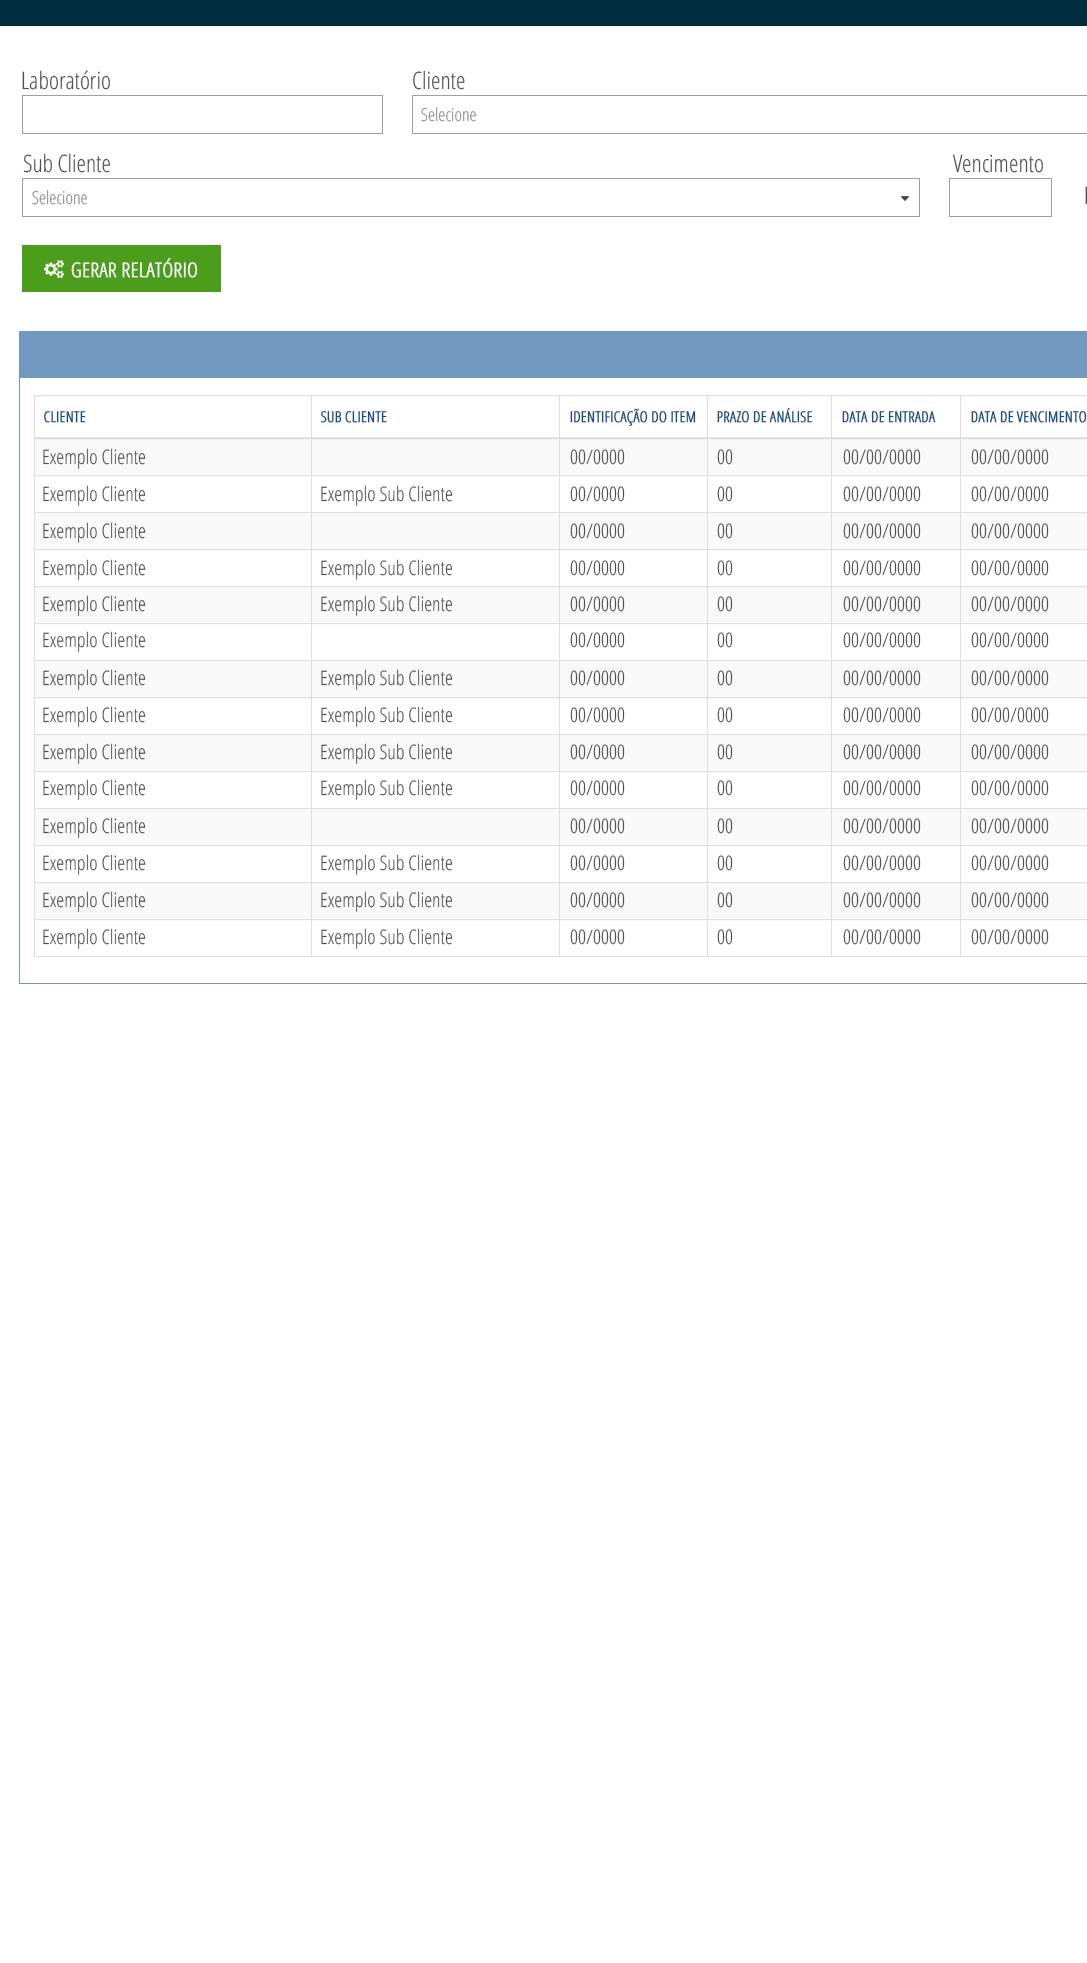 Laboratório Cliente
Selecione
Sub Cliente Vencimento
Selecione
GERAR RELATÓRIO
CLIENTE SUB CLIENTE IDENTIFICAÇÃO DO ITEM PRAZO DE ANÁLISE DATA DE ENTRADA DATA DE VENCIMENTO
Exemplo Cliente 00/0000 00 00/00/0000 00/00/0000
Exemplo Cliente Exemplo Sub Cliente 00/0000 00 00/00/0000 00/00/0000
Exemplo Cliente 00/0000 00 00/00/0000 00/00/0000
Exemplo Cliente Exemplo Sub Cliente 00/0000 00 00/00/0000 00/00/0000
Exemplo Cliente Exemplo Sub Cliente 00/0000 00 00/00/0000 00/00/0000
Exemplo Cliente 00/0000 00 00/00/0000 00/00/0000
Exemplo Cliente Exemplo Sub Cliente 00/0000 00 00/00/0000 00/00/0000
Exemplo Cliente Exemplo Sub Cliente 00/0000 00 00/00/0000 00/00/0000
Exemplo Cliente Exemplo Sub Cliente 00/0000 00 00/00/0000 00/00/0000
Exemplo Cliente Exemplo Sub Cliente 00/0000 00 00/00/0000 00/00/0000
Exemplo Cliente 00/0000 00 00/00/0000 00/00/0000
Exemplo Cliente Exemplo Sub Cliente 00/0000 00 00/00/0000 00/00/0000
Exemplo Cliente Exemplo Sub Cliente 00/0000 00 00/00/0000 00/00/0000
Exemplo Cliente Exemplo Sub Cliente 00/0000 00 00/00/0000 00/00/0000